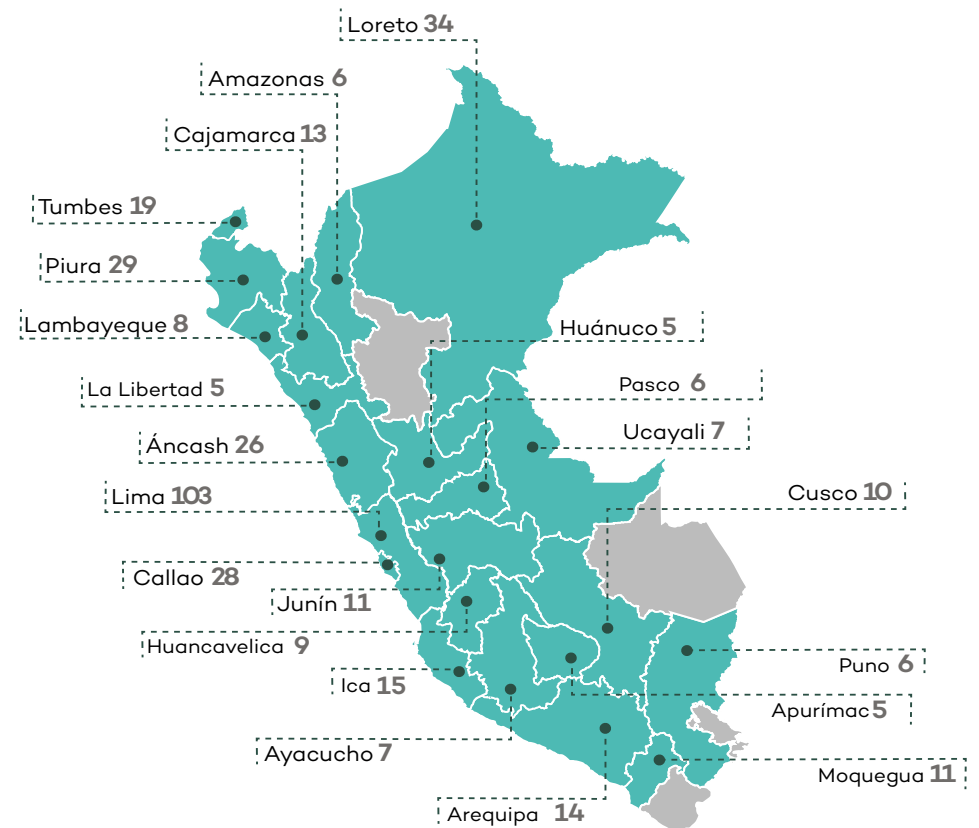 Loreto 34
Amazonas 6
Cajamarca 13
Tumbes 19
Piura 29
Lambayeque 8
Huánuco 5
La Libertad 5
Pasco 6
Áncash 26
Ucayali 7
Lima 103
Cusco 10
Callao 28
Junín 11
Huancavelica 9
Puno 6
Ica 15
Apurímac 5
Ayacucho 7
Moquegua 11
Arequipa 14